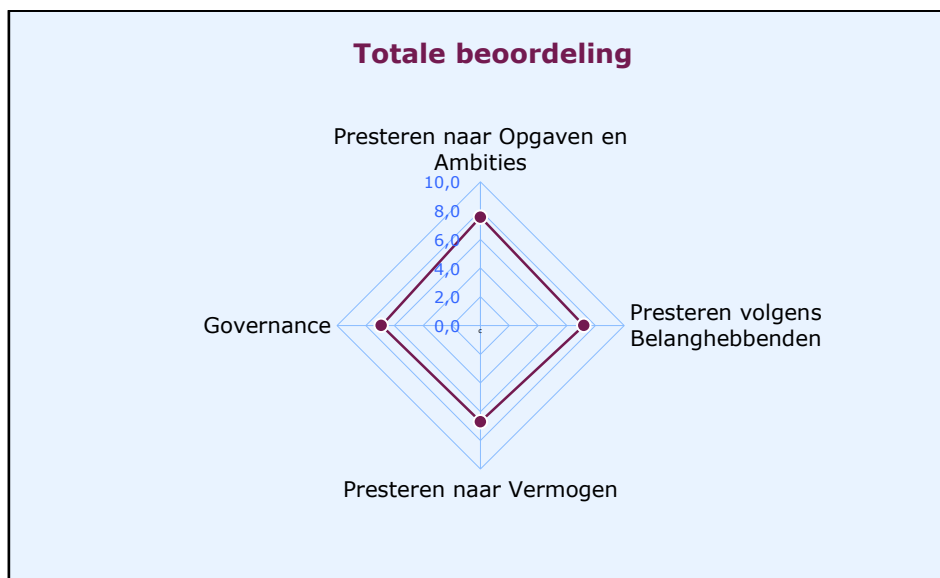 Totale beoordeling
Presteren naar Opgaven en
Ambities
10,0
8,0
6,0
4,0
2,0
0,0
Governance
Presteren volgens
Belanghebbenden
Presteren naar Vermogen